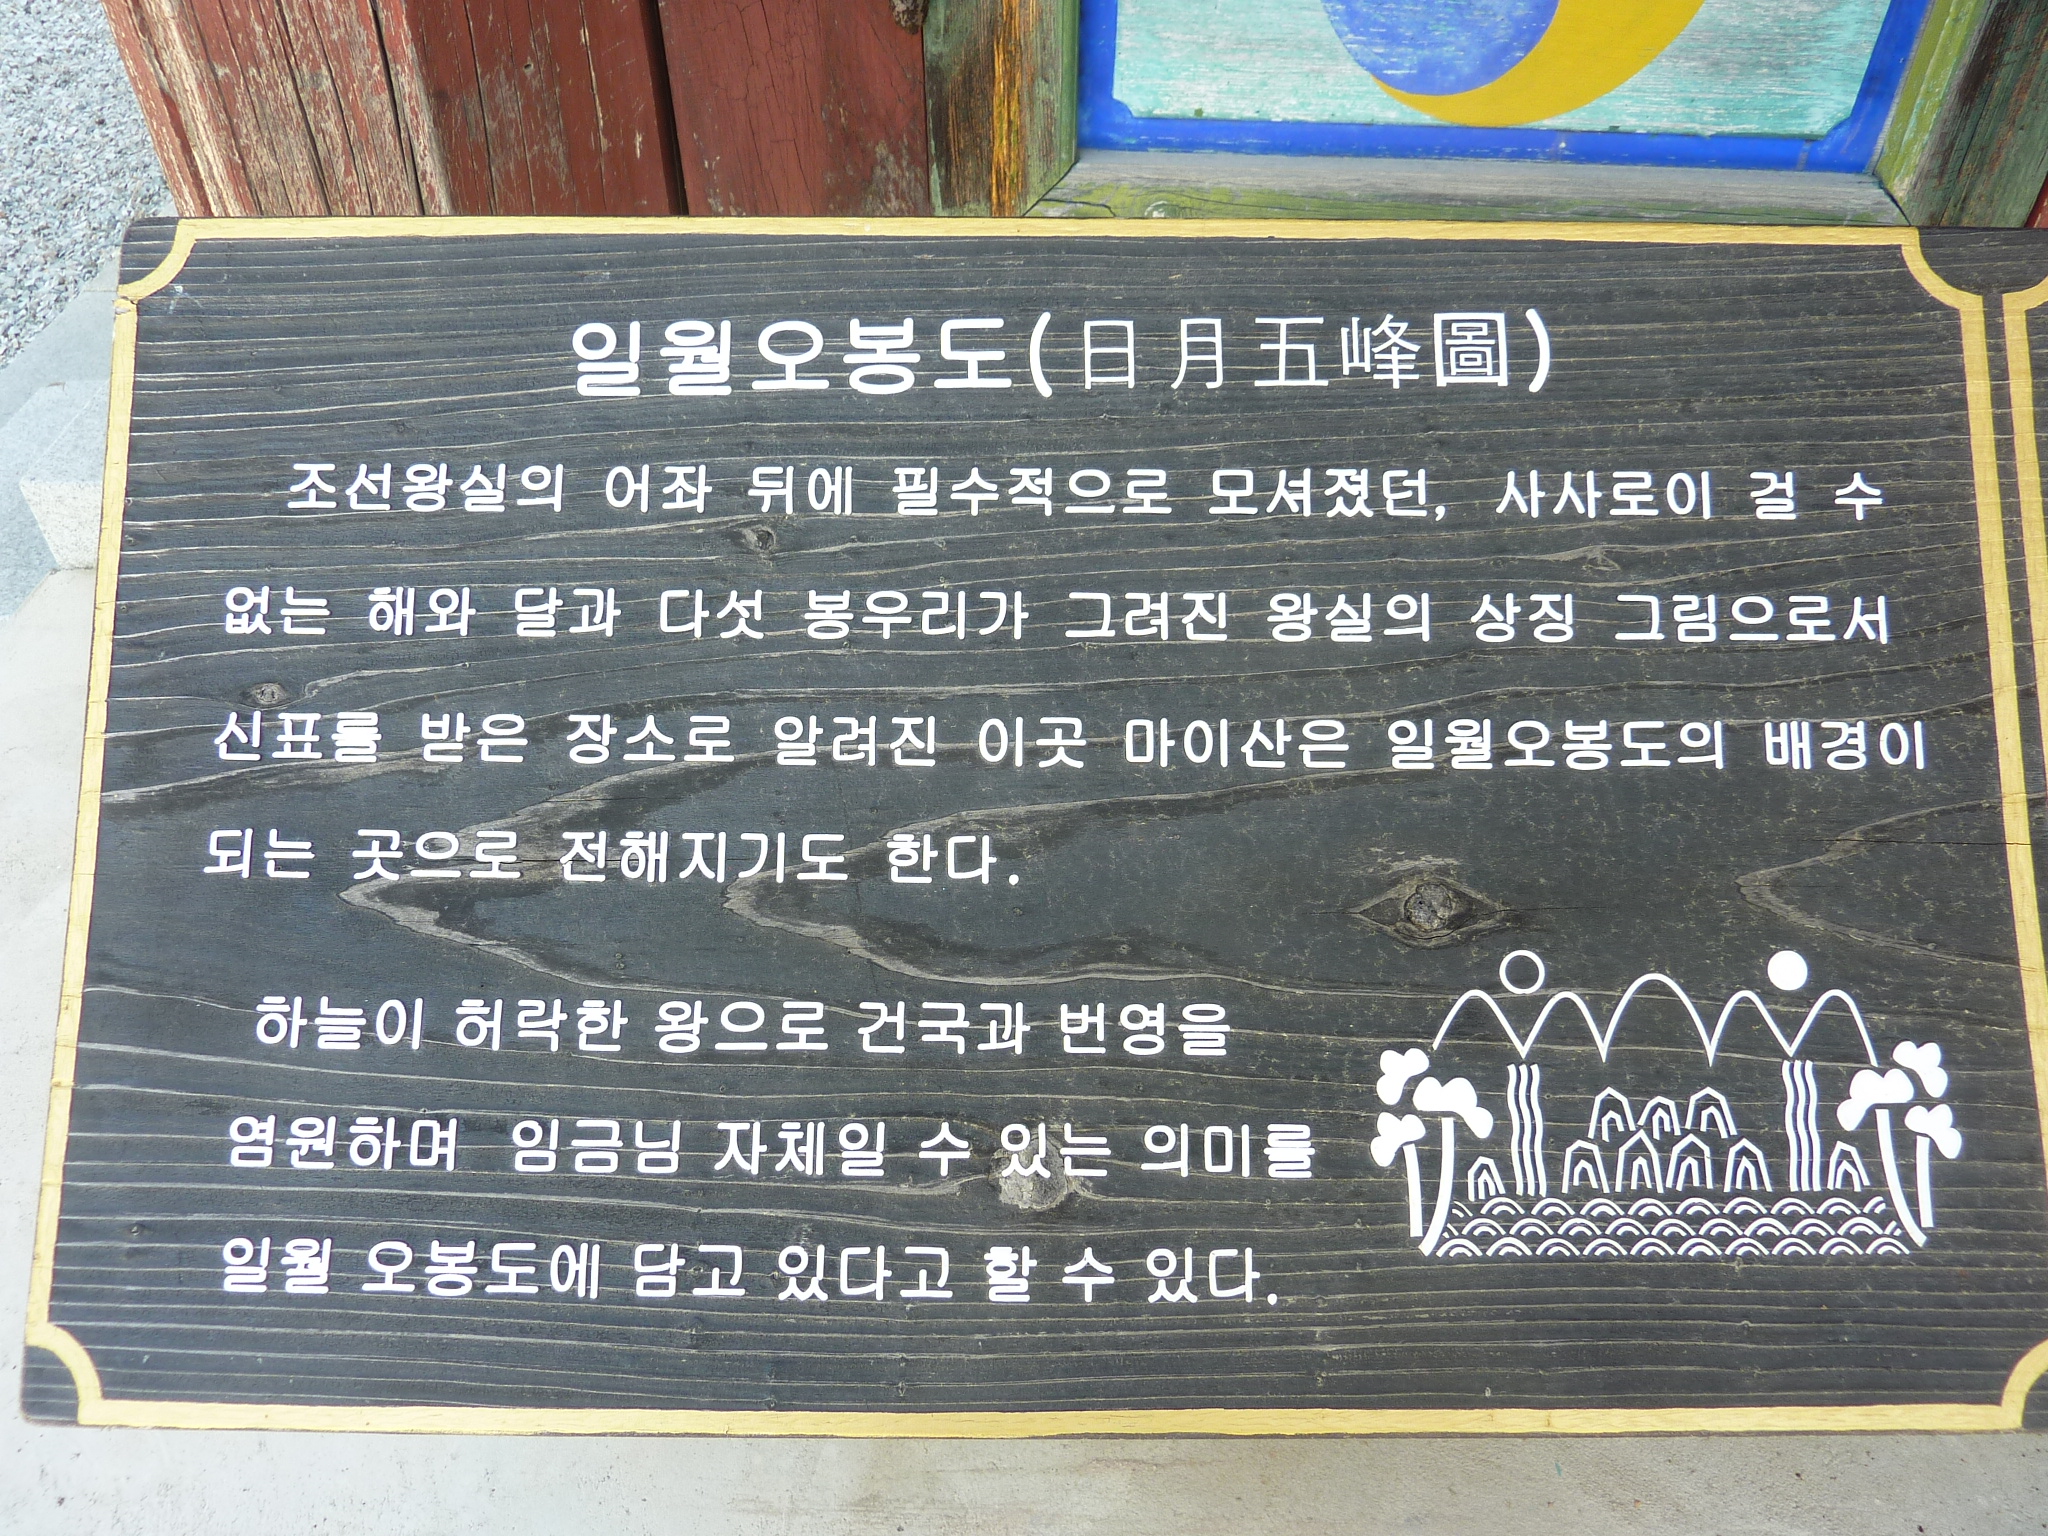 일월오봉도(日月五峰圖)
조선왕실의 어좌 뒤에 필수적으로 모셔졌던, 사사로이 걸 수
없는 해와 달과 다섯 봉우리가 그려진 왕실의 상징 그림으로서
신표를 받은 장소로 알려진 이곳 마이산은 일월오봉도의 배경이
되는 곳으로 전해지기도 한다.
하늘이 허락한 왕으로 건국과 번영을
염원하며 임금님 자체일 수 있는 의미를
일월 오봉도에 담고 있다고 할 수 있다.